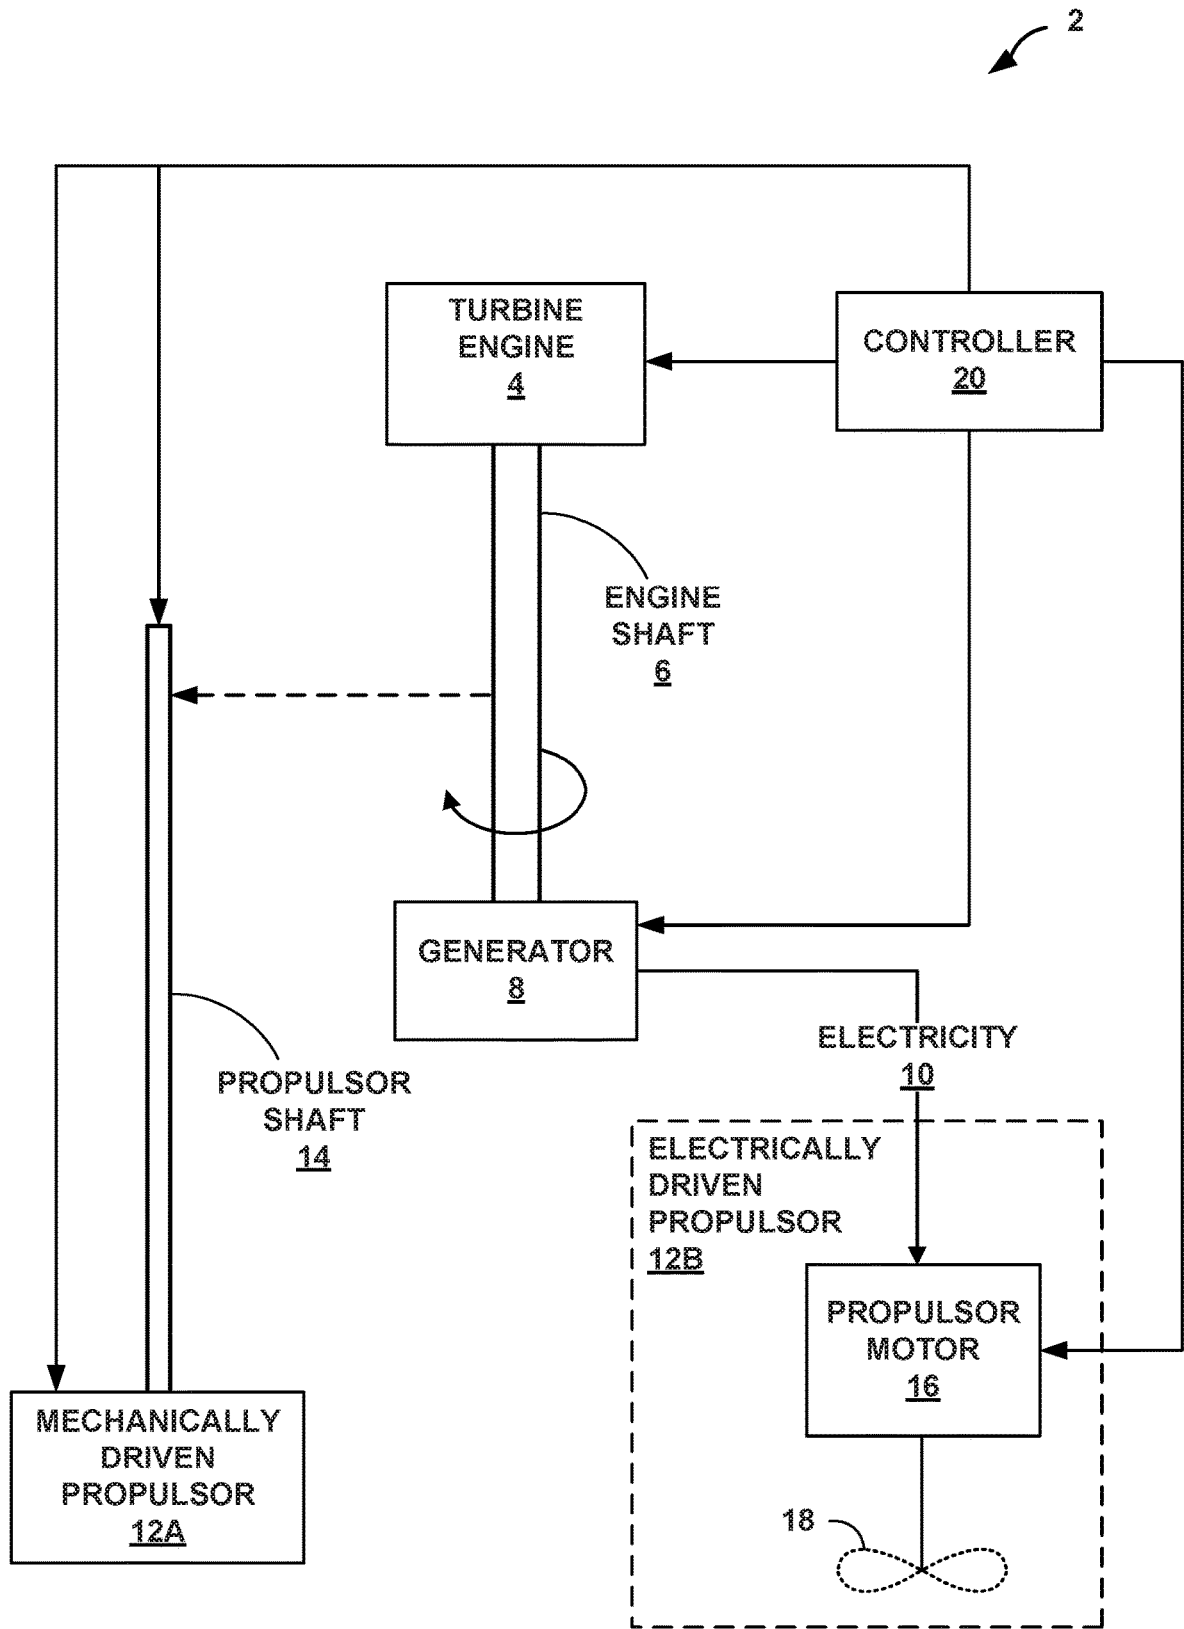 2
TURBINE
ENGINE
4
CONTROLLER
20
ENGINE
SHAFT
6
GENERATOR
8
ELECTRICITY
10
PROPULSOR
SHAFT
14
ELECTRICALLY
DRIVEN
PROPULSOR
12B
PROPULSOR
MOTOR
16
MECHANICALLY
DRIVEN
PROPULSOR
12A
18